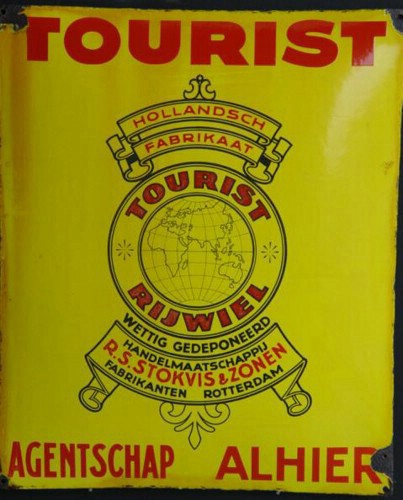 TOURIST
HOLLANDSCH
FABRIKAAT
TOURIST
RIJWIEL
WETTIG GEDEPONEERD
HANDELMAATSCHAPPIJ
R.S. STOKVIS & ZONEN
FABRIKANTEN ROTTERDAM
AGENTSCHAP ALHIER